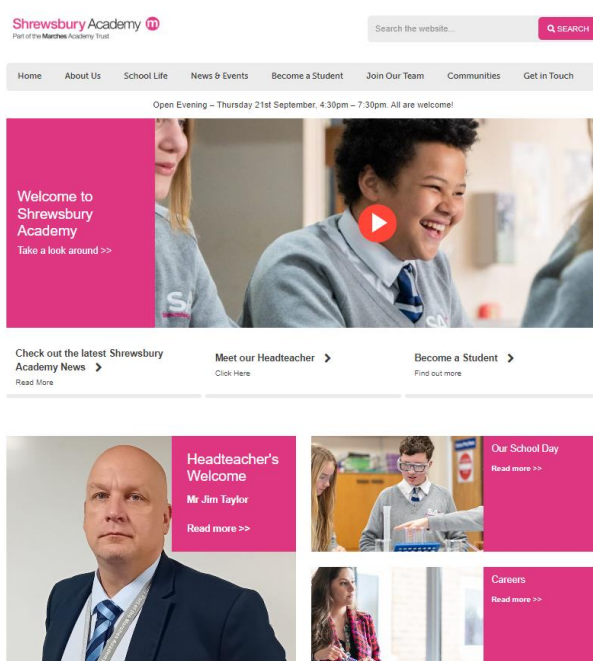 Shrewsbury Academy m
Part of the Marches Academy Trust
Search the website...
SEARCH
Home About Us School Life News & Events Become a Student Join Our Team Communities Get in Touch
Open Evening – Thursday 21st September, 4:30pm – 7:30pm. All are welcome!
Welcome to
Shrewsbury
Academy
Take a look around >>
SA
Check out the latest Shrewsbury
Academy News
Read More
Meet our Headteacher
Click Here
Become a Student
Find out more
Headteacher's
Welcome
Mr Jim Taylor
Read more >>
Our School Day
Read more >>
Careers
Read more >>